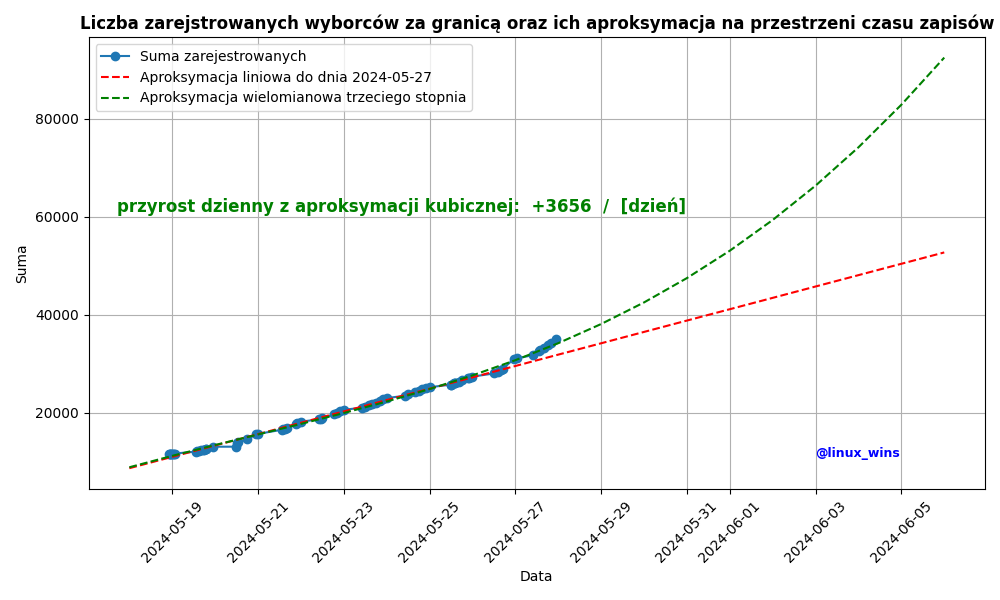 Liczba zarejstrowanych wyborców za granicą oraz ich aproksymacja na przestrzeni czasu zapisów
Suma zarejestrowanych
Aproksymacja liniowa do dnia 2024-05-27
Aproksymacja wielomianowa trzeciego stopnia
80000
przyrost dzienny z aproksymacji kubicznej: +3656 / [dzień]
60000
Suma
40000
20000
@linux_wins
2024-05-19
2024-05-21
2024-05-23
2024-05-25
2024-05-27
2024-05-29
2024-05-31
2024-06-01
2024-06-03
2024-06-05
Data